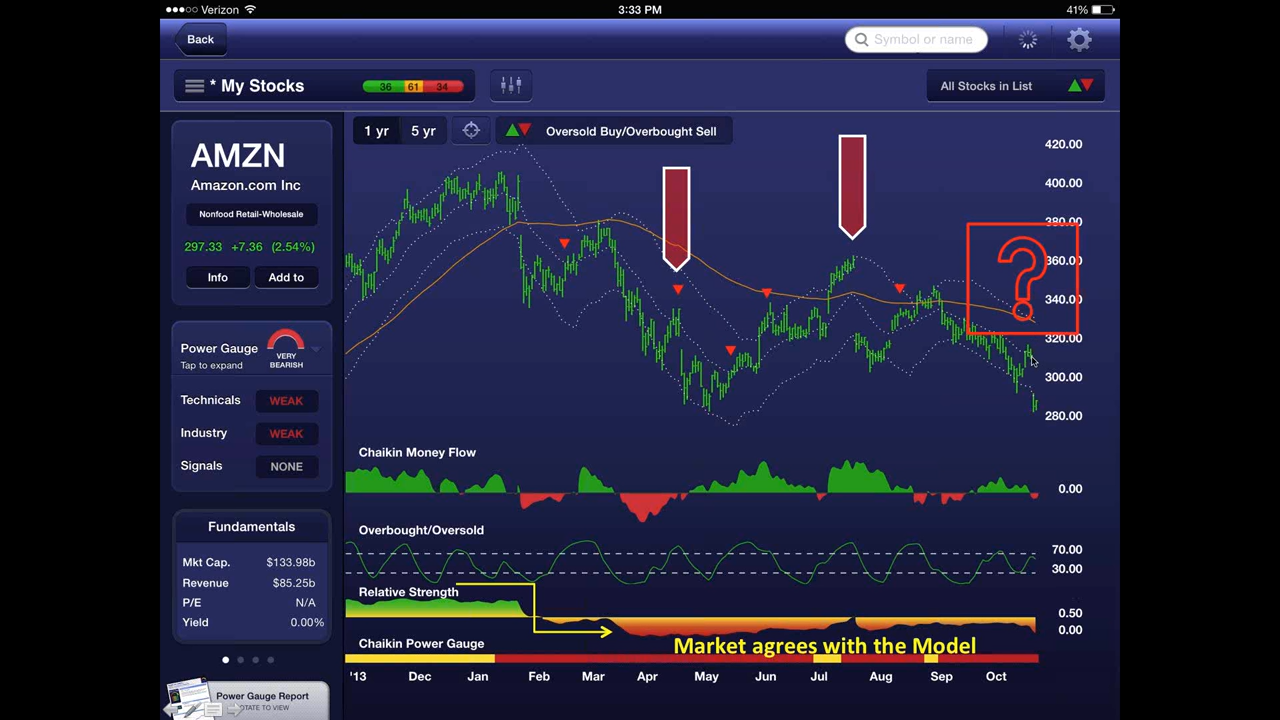 Verizon 3:33 PM 41%
Back Symbol or name
* My Stocks 36 61 34 All Stocks in List
1 yr 5 yr Oversold Buy/Overbought Sell
AMZN
Amazon.com Inc
Nonfood Retail-Wholesale
297.33 +7.36 (2.54%)
Info Add to
Power Gauge
Tap to expand
VERY
BEARISH
Technicals WEAK
Industry WEAK
Signals NONE
Fundamentals
Mkt Cap. $133.98b
Revenue $85.25b
P/E N/A
Yield 0.00%
Power Gauge Report
420.00
400.00
380.00
360.00
340.00
320.00
300.00
280.00
?
Chaikin Money Flow
0.00
Overbought/Oversold
70.00
30.00
Relative Strength
0.50
0.00
Chaikin Power Gauge
Market agrees with the Model
'13 Dec Jan Feb Mar Apr May Jun Jul Aug Sep Oct